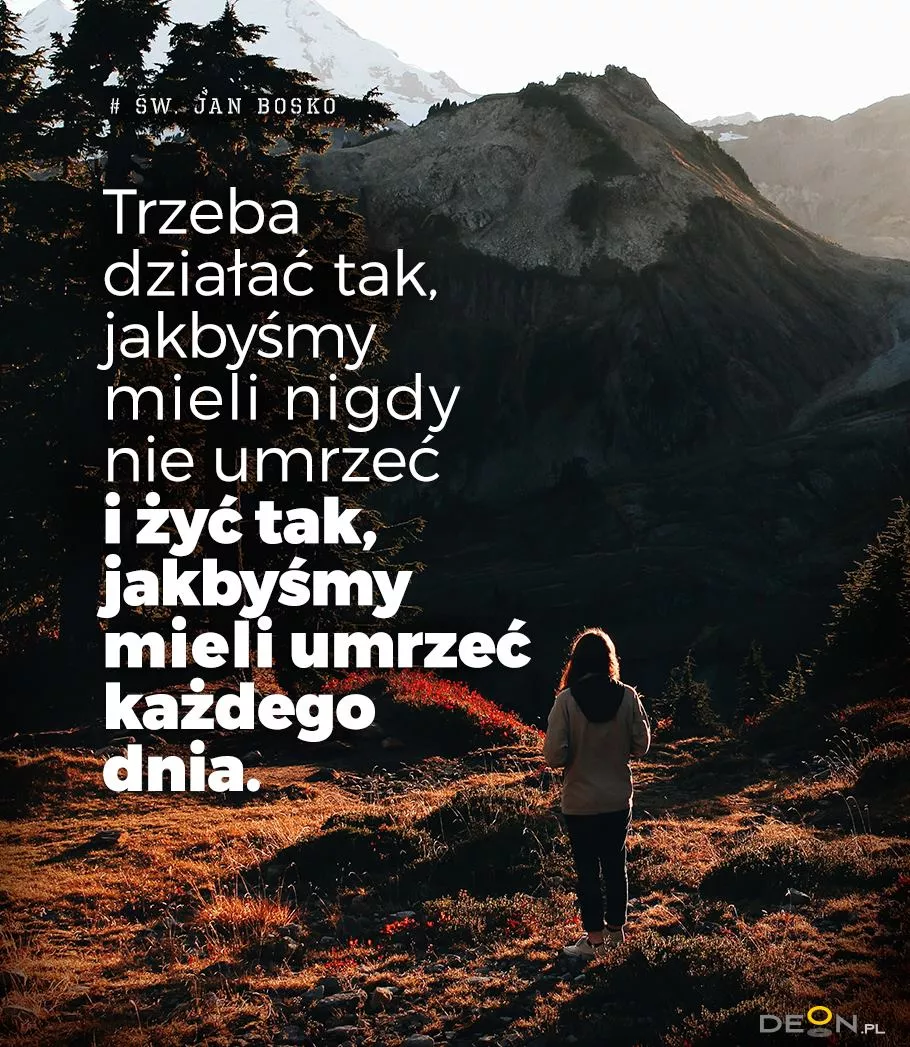 # ŚW. JAN BOSKO
Trzeba
działać tak,
jakbyśmy
mieli nigdy
nie umrzeć
i żyć tak,
jakbyśmy
mieli umrzeć
każdego
dnia.
DEON.PL